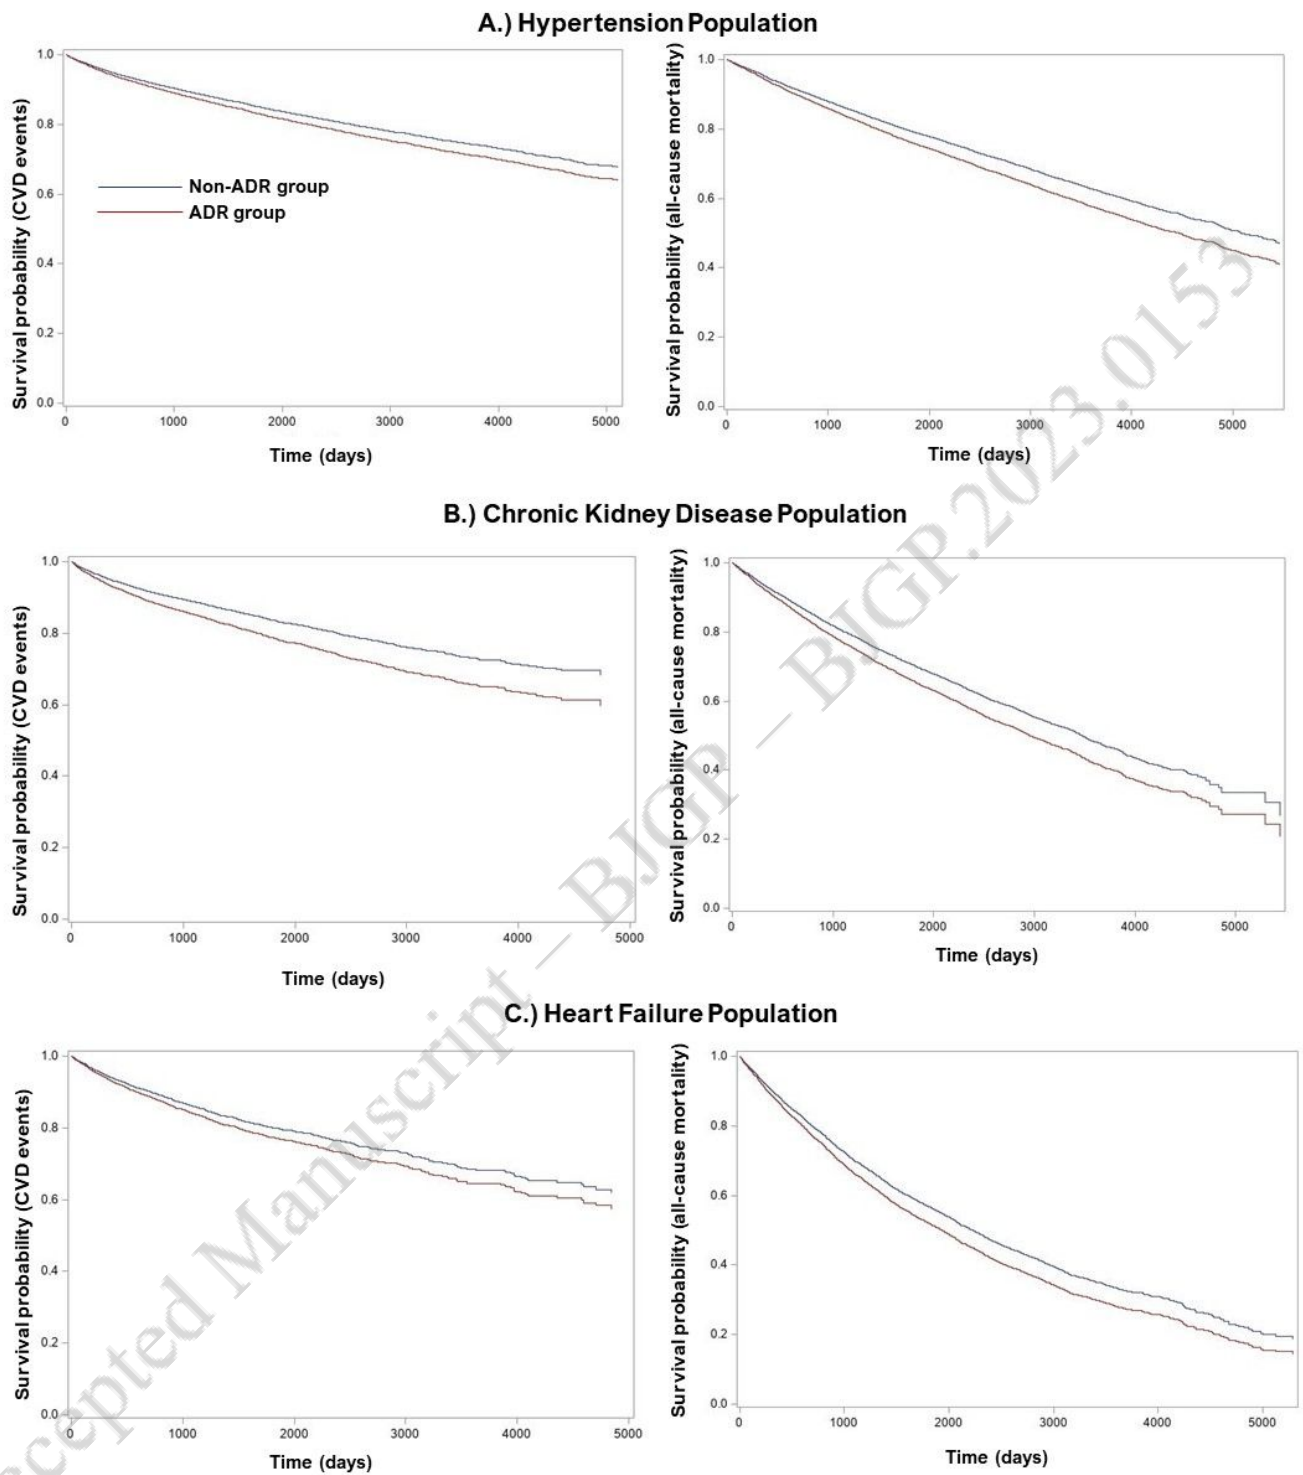 A.) Hypertension Population
Survival probability (CVD events)
1.0
0.8
0.6
0.4
0.2
0.0
Non-ADR group
ADR group
0 1000 2000 3000 4000 5000
Time (days)
Survival probability (all-cause mortality)
1.0
0.8
0.6
0.4
0.2
0.0
0 1000 2000 3000 4000 5000
Time (days)
B.) Chronic Kidney Disease Population
Survival probability (CVD events)
1.0
0.8
0.6
0.4
0.2
0.0
0 1000 2000 3000 4000 5000
Time (days)
Survival probability (all-cause mortality)
1.0
0.8
0.6
0.4
0.2
0.0
0 1000 2000 3000 4000 5000
Time (days)
C.) Heart Failure Population
Survival probability (CVD events)
1.0
0.8
0.6
0.4
0.2
0.0
0 1000 2000 3000 4000 5000
Time (days)
Survival probability (all-cause mortality)
1.0
0.8
0.6
0.4
0.2
0.0
0 1000 2000 3000 4000 5000
Time (days)
cepted Manuscript – BJGP – BJGP.2023.0153